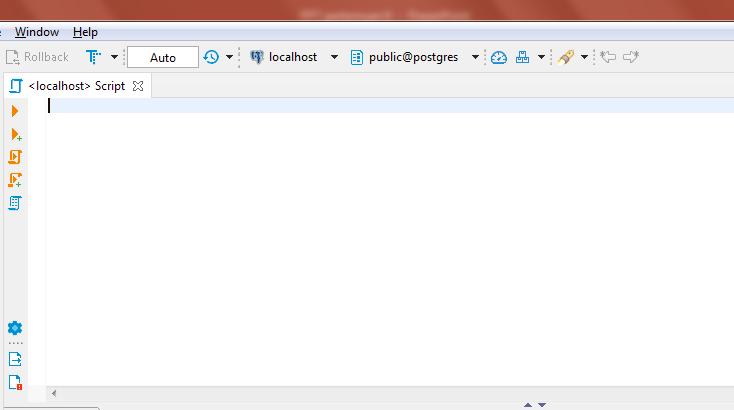 Window Help
Rollback Auto localhost public@postgres
<localhost> Script